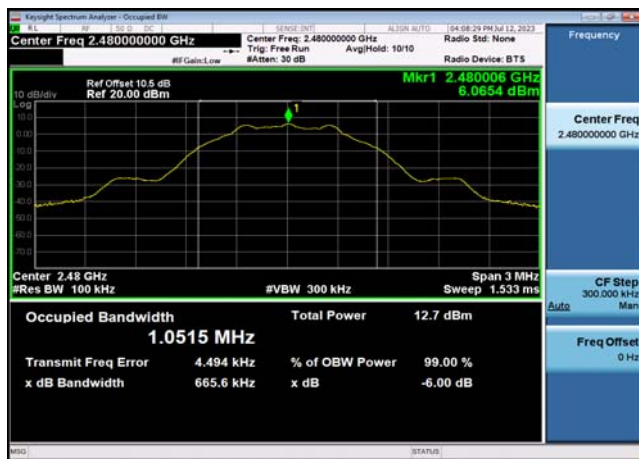 Keysight Spectrum Analyzer - Occupied BW
RL RF 50 Ω DC SENSE:INT ALIGN AUTO 04:08:29 PM Jul 12, 2023
Center Freq 2.480000000 GHz
Center Freq: 2.480000000 GHz
Radio Std: None
Trig: Free Run Avg|Hold: 10/10
#IFGain:Low
#Atten: 30 dB
Radio Device: BTS
Frequency
Mkr1 2.480006 GHz
6.0654 dBm
Ref Offset 10.5 dB
10 dB/div Ref 20.00 dBm
Log
1
10.0
0.00
10.0
20.0
30.0
40.0
50.0
60.0
70.0
Center 2.48 GHz
Span 3 MHz
#Res BW 100 kHz
#VBW 300 kHz
Sweep 1.533 ms
Occupied Bandwidth
1.0515 MHz
Total Power 12.7 dBm
Transmit Freq Error 4.494 kHz
% of OBW Power 99.00 %
x dB Bandwidth 665.6 kHz
x dB -6.00 dB
Center Freq
2.480000000 GHz
CF Step
300.000 kHz
Auto Man
Freq Offset
0 Hz
MSG
STATUS